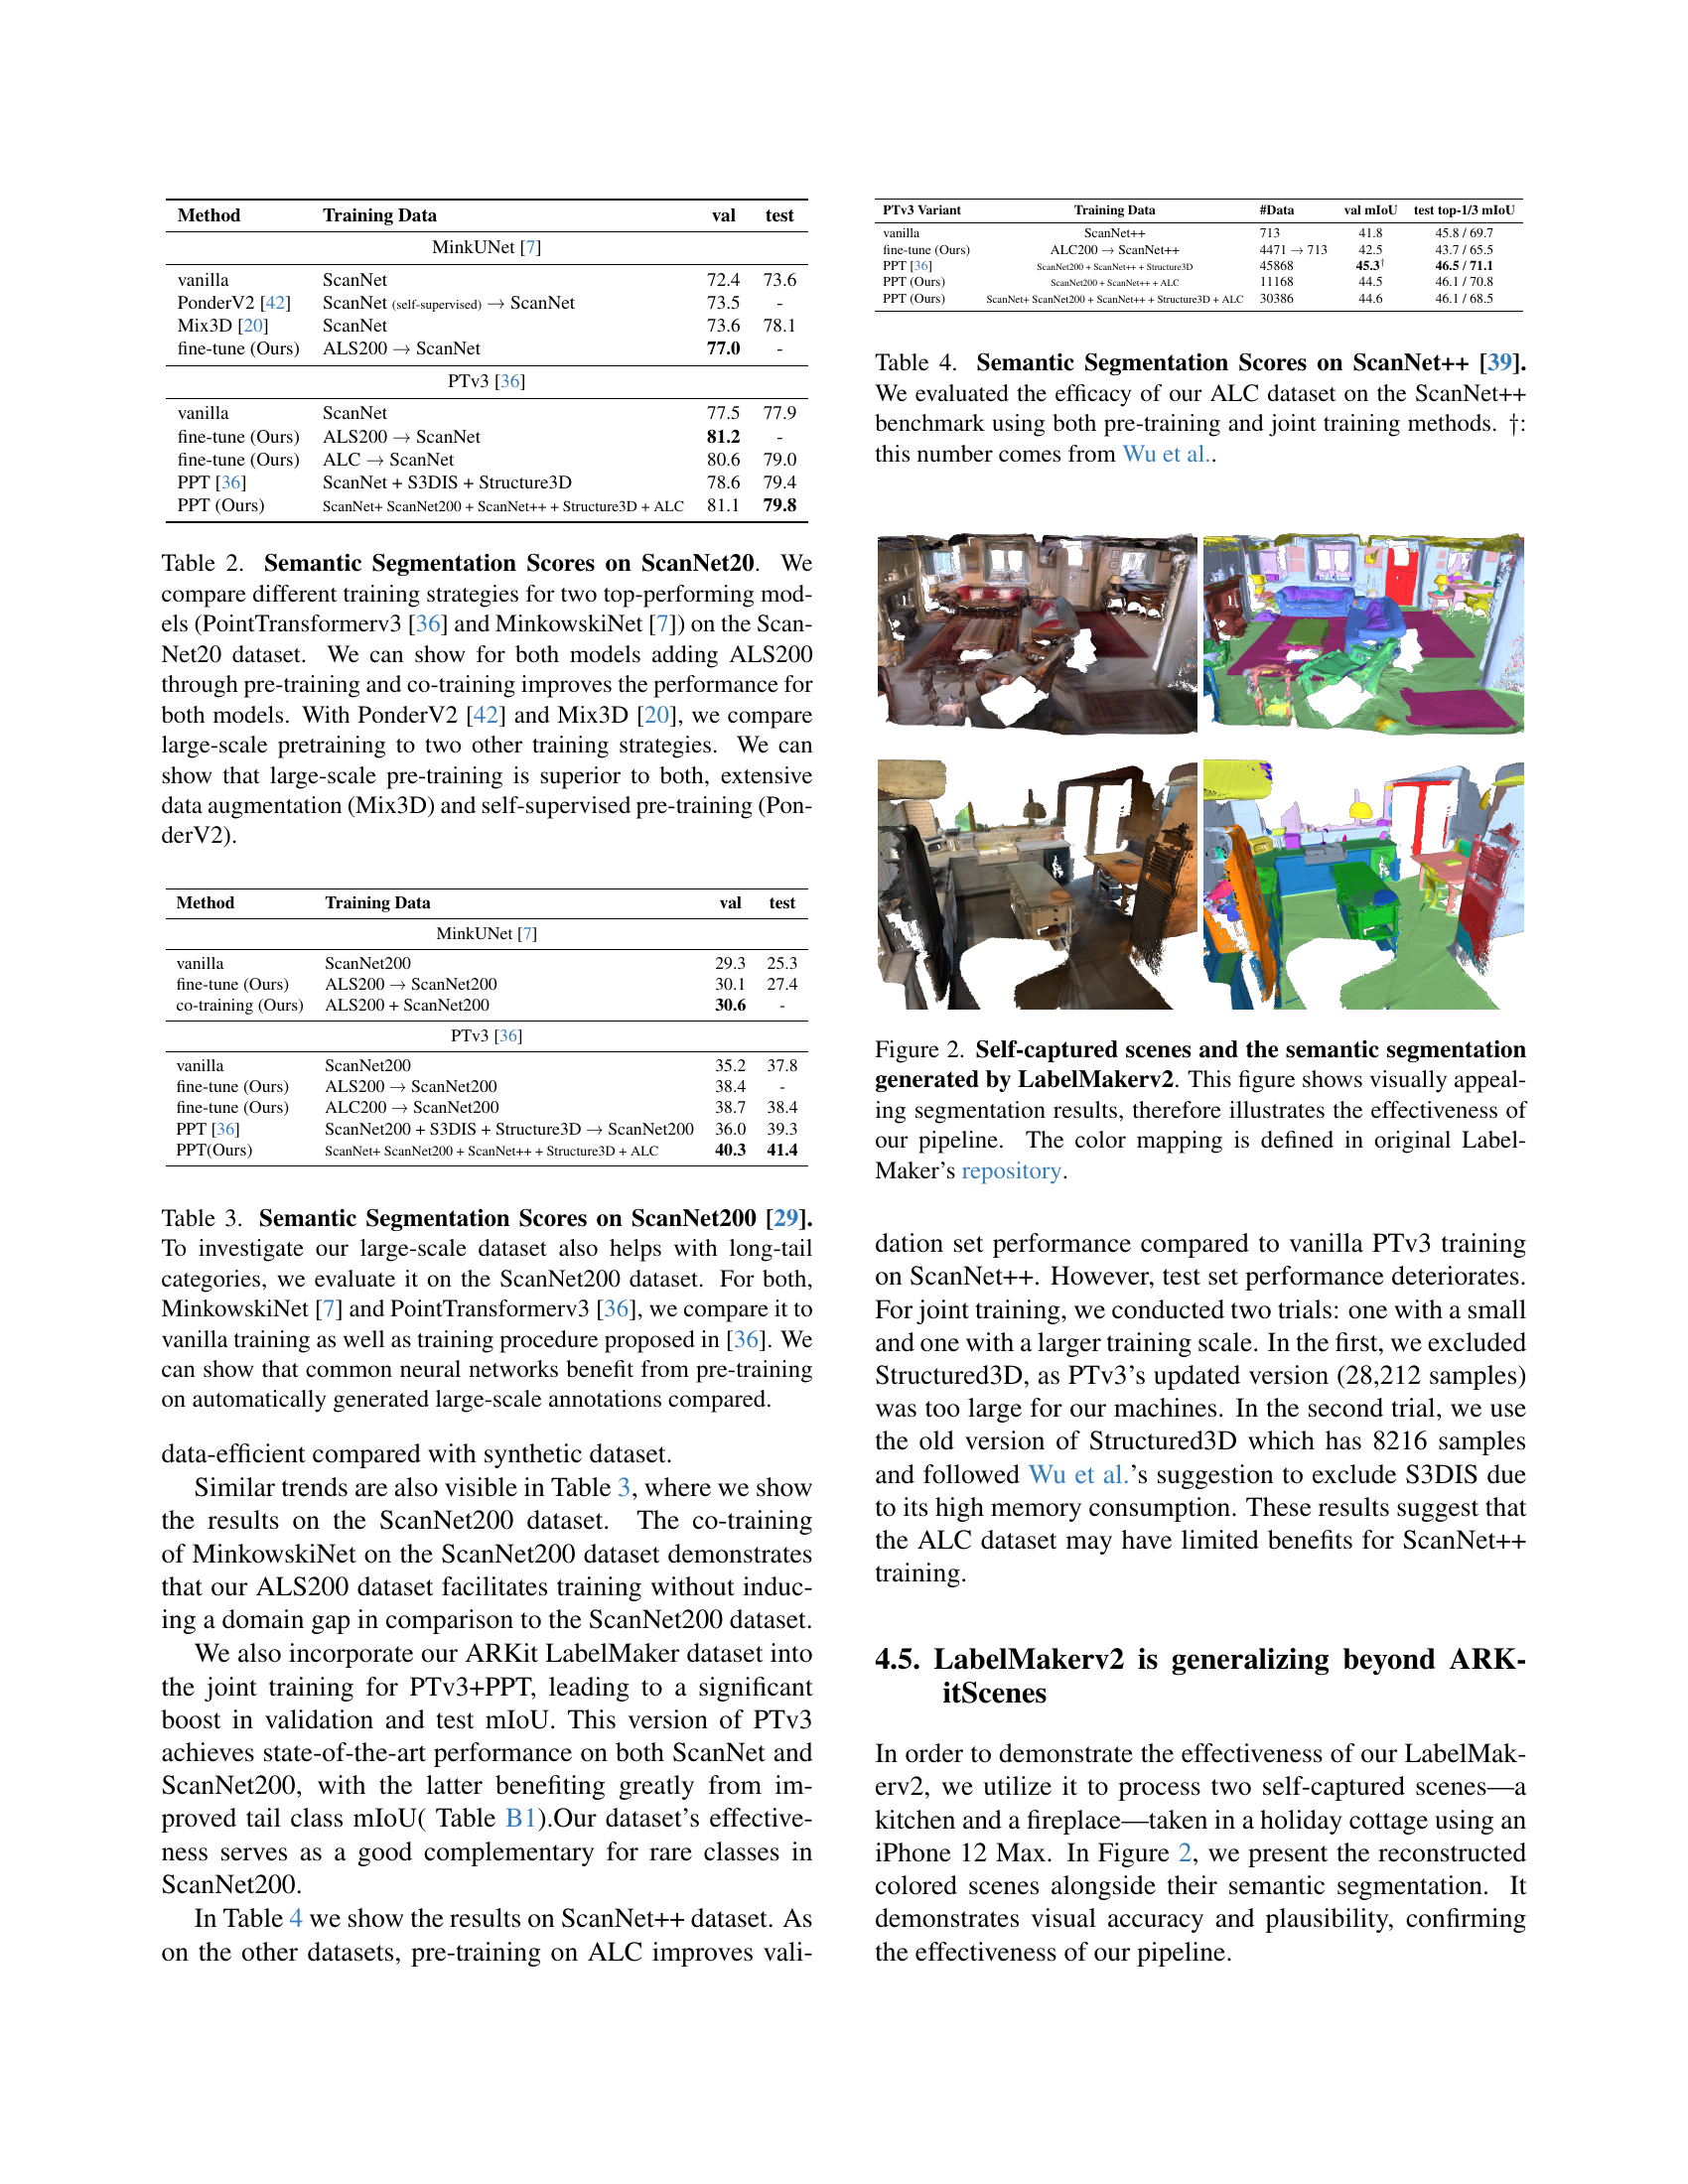 Method Training Data val test
MinkUNet [7]
vanilla ScanNet 72.4 73.6
PonderV2 [42] ScanNet (self-supervised) → ScanNet 73.5 -
Mix3D [20] ScanNet 73.6 78.1
fine-tune (Ours) ALS200 → ScanNet 77.0 -
PTv3 [36]
vanilla ScanNet 77.5 77.9
fine-tune (Ours) ALS200 → ScanNet 81.2 -
fine-tune (Ours) ALC → ScanNet 80.6 79.0
PPT [36] ScanNet + S3DIS + Structure3D 78.6 79.4
PPT (Ours) ScanNet+ ScanNet200 + ScanNet++ + Structure3D + ALC 81.1 79.8
Table 2. Semantic Segmentation Scores on ScanNet20. We
compare different training strategies for two top-performing mod-
els (PointTransformerv3 [36] and MinkowskiNet [7]) on the Scan-
Net20 dataset. We can show for both models adding ALS200
through pre-training and co-training improves the performance for
both models. With PonderV2 [42] and Mix3D [20], we compare
large-scale pretraining to two other training strategies. We can
show that large-scale pre-training is superior to both, extensive
data augmentation (Mix3D) and self-supervised pre-training (Pon-
derV2).
Method Training Data val test
MinkUNet [7]
vanilla ScanNet200 29.3 25.3
fine-tune (Ours) ALS200 → ScanNet200 30.1 27.4
co-training (Ours) ALS200 + ScanNet200 30.6 -
PTv3 [36]
vanilla ScanNet200 35.2 37.8
fine-tune (Ours) ALS200 → ScanNet200 38.4 -
fine-tune (Ours) ALC200 → ScanNet200 38.7 38.4
PPT [36] ScanNet200 + S3DIS + Structure3D → ScanNet200 36.0 39.3
PPT(Ours) ScanNet+ ScanNet200 + ScanNet++ + Structure3D + ALC 40.3 41.4
Table 3. Semantic Segmentation Scores on ScanNet200 [29].
To investigate our large-scale dataset also helps with long-tail
categories, we evaluate it on the ScanNet200 dataset. For both,
MinkowskiNet [7] and PointTransformerv3 [36], we compare it to
vanilla training as well as training procedure proposed in [36]. We
can show that common neural networks benefit from pre-training
on automatically generated large-scale annotations compared.
data-efficient compared with synthetic dataset.
Similar trends are also visible in Table 3, where we show
the results on the ScanNet200 dataset. The co-training
of MinkowskiNet on the ScanNet200 dataset demonstrates
that our ALS200 dataset facilitates training without induc-
ing a domain gap in comparison to the ScanNet200 dataset.
We also incorporate our ARKit LabelMaker dataset into
the joint training for PTv3+PPT, leading to a significant
boost in validation and test mIoU. This version of PTv3
achieves state-of-the-art performance on both ScanNet and
ScanNet200, with the latter benefiting greatly from im-
proved tail class mIoU( Table B1).Our dataset's effective-
ness serves as a good complementary for rare classes in
ScanNet200.
In Table 4 we show the results on ScanNet++ dataset. As
on the other datasets, pre-training on ALC improves vali-
PTv3 Variant Training Data #Data val mIoU test top-1/3 mIoU
vanilla ScanNet++ 713 41.8 45.8 / 69.7
fine-tune (Ours) ALC200 → ScanNet++ 4471 → 713 42.5 43.7 / 65.5
PPT [36] ScanNet200 + ScanNet++ + Structure3D 45868 45.3† 46.5 / 71.1
PPT (Ours) ScanNet200 + ScanNet++ + ALC 11168 44.5 46.1 / 70.8
PPT (Ours) ScanNet+ ScanNet200 + ScanNet++ + Structure3D + ALC 30386 44.6 46.1 / 68.5
Table 4. Semantic Segmentation Scores on ScanNet++ [39].
We evaluated the efficacy of our ALC dataset on the ScanNet++
benchmark using both pre-training and joint training methods. †:
this number comes from Wu et al..
Figure 2. Self-captured scenes and the semantic segmentation
generated by LabelMakerv2. This figure shows visually appeal-
ing segmentation results, therefore illustrates the effectiveness of
our pipeline. The color mapping is defined in original Label-
Maker's repository.
dation set performance compared to vanilla PTv3 training
on ScanNet++. However, test set performance deteriorates.
For joint training, we conducted two trials: one with a small
and one with a larger training scale. In the first, we excluded
Structured3D, as PTv3's updated version (28,212 samples)
was too large for our machines. In the second trial, we use
the old version of Structured3D which has 8216 samples
and followed Wu et al.'s suggestion to exclude S3DIS due
to its high memory consumption. These results suggest that
the ALC dataset may have limited benefits for ScanNet++
training.
4.5. LabelMakerv2 is generalizing beyond ARK-
itScenes
In order to demonstrate the effectiveness of our LabelMak-
erv2, we utilize it to process two self-captured scenes—a
kitchen and a fireplace—taken in a holiday cottage using an
iPhone 12 Max. In Figure 2, we present the reconstructed
colored scenes alongside their semantic segmentation. It
demonstrates visual accuracy and plausibility, confirming
the effectiveness of our pipeline.